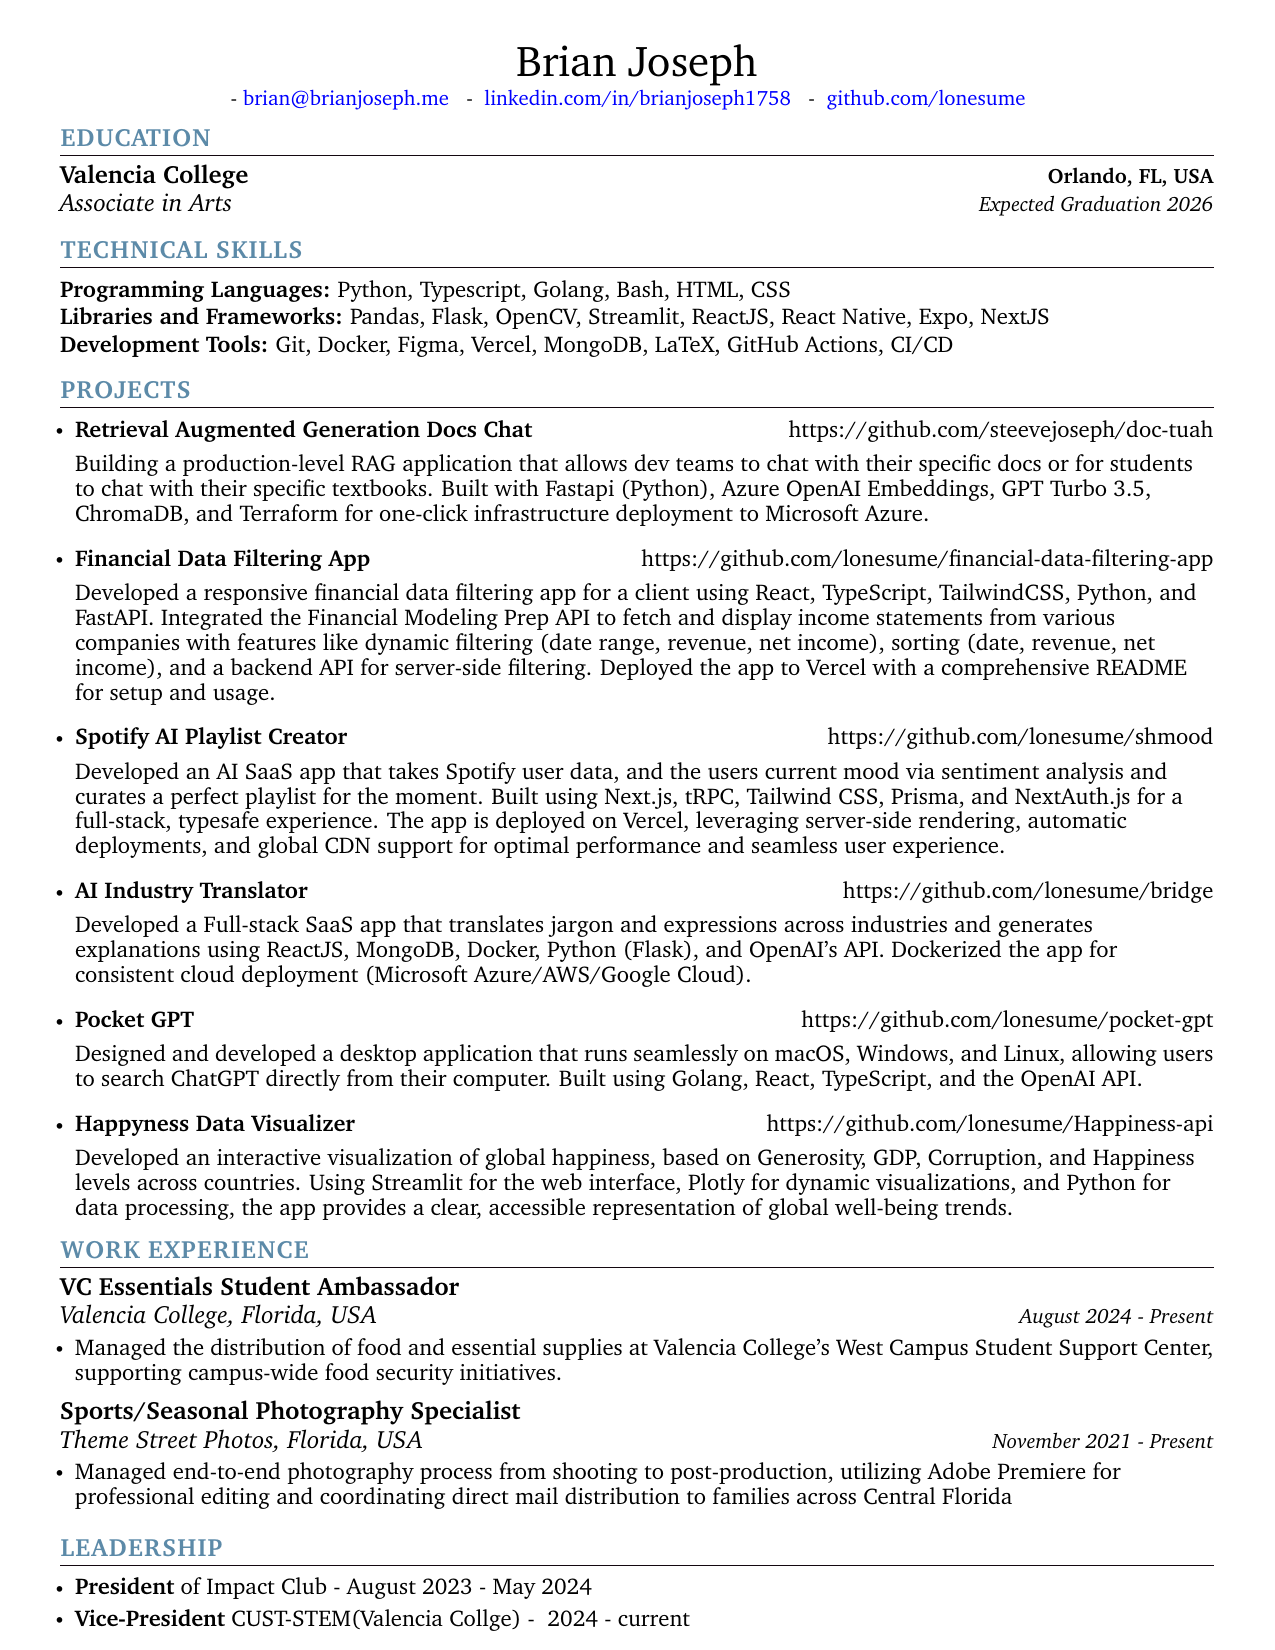 Brian Joseph
- brian@brianjoseph.me - linkedin.com/in/brianjoseph1758 - github.com/lonesume
EDUCATION
Valencia College Orlando, FL, USA
Associate in Arts Expected Graduation 2026
TECHNICAL SKILLS
Programming Languages: Python, Typescript, Golang, Bash, HTML, CSS
Libraries and Frameworks: Pandas, Flask, OpenCV, Streamlit, ReactJS, React Native, Expo, NextJS
Development Tools: Git, Docker, Figma, Vercel, MongoDB, LaTeX, GitHub Actions, CI/CD
PROJECTS
• Retrieval Augmented Generation Docs Chat https://github.com/steevejoseph/doc-tuah
Building a production-level RAG application that allows dev teams to chat with their specific docs or for students
to chat with their specific textbooks. Built with Fastapi (Python), Azure OpenAI Embeddings, GPT Turbo 3.5,
ChromaDB, and Terraform for one-click infrastructure deployment to Microsoft Azure.
• Financial Data Filtering App https://github.com/lonesume/financial-data-filtering-app
Developed a responsive financial data filtering app for a client using React, TypeScript, TailwindCSS, Python, and
FastAPI. Integrated the Financial Modeling Prep API to fetch and display income statements from various
companies with features like dynamic filtering (date range, revenue, net income), sorting (date, revenue, net
income), and a backend API for server-side filtering. Deployed the app to Vercel with a comprehensive README
for setup and usage.
• Spotify AI Playlist Creator https://github.com/lonesume/shmood
Developed an AI SaaS app that takes Spotify user data, and the users current mood via sentiment analysis and
curates a perfect playlist for the moment. Built using Next.js, tRPC, Tailwind CSS, Prisma, and NextAuth.js for a
full-stack, typesafe experience. The app is deployed on Vercel, leveraging server-side rendering, automatic
deployments, and global CDN support for optimal performance and seamless user experience.
• AI Industry Translator https://github.com/lonesume/bridge
Developed a Full-stack SaaS app that translates jargon and expressions across industries and generates
explanations using ReactJS, MongoDB, Docker, Python (Flask), and OpenAI’s API. Dockerized the app for
consistent cloud deployment (Microsoft Azure/AWS/Google Cloud).
• Pocket GPT https://github.com/lonesume/pocket-gpt
Designed and developed a desktop application that runs seamlessly on macOS, Windows, and Linux, allowing users
to search ChatGPT directly from their computer. Built using Golang, React, TypeScript, and the OpenAI API.
• Happyness Data Visualizer https://github.com/lonesume/Happiness-api
Developed an interactive visualization of global happiness, based on Generosity, GDP, Corruption, and Happiness
levels across countries. Using Streamlit for the web interface, Plotly for dynamic visualizations, and Python for
data processing, the app provides a clear, accessible representation of global well-being trends.
WORK EXPERIENCE
VC Essentials Student Ambassador
Valencia College, Florida, USA August 2024 - Present
• Managed the distribution of food and essential supplies at Valencia College’s West Campus Student Support Center,
supporting campus-wide food security initiatives.
Sports/Seasonal Photography Specialist
Theme Street Photos, Florida, USA November 2021 - Present
• Managed end-to-end photography process from shooting to post-production, utilizing Adobe Premiere for
professional editing and coordinating direct mail distribution to families across Central Florida
LEADERSHIP
• President of Impact Club - August 2023 - May 2024
• Vice-President CUST-STEM(Valencia Collge) - 2024 - current